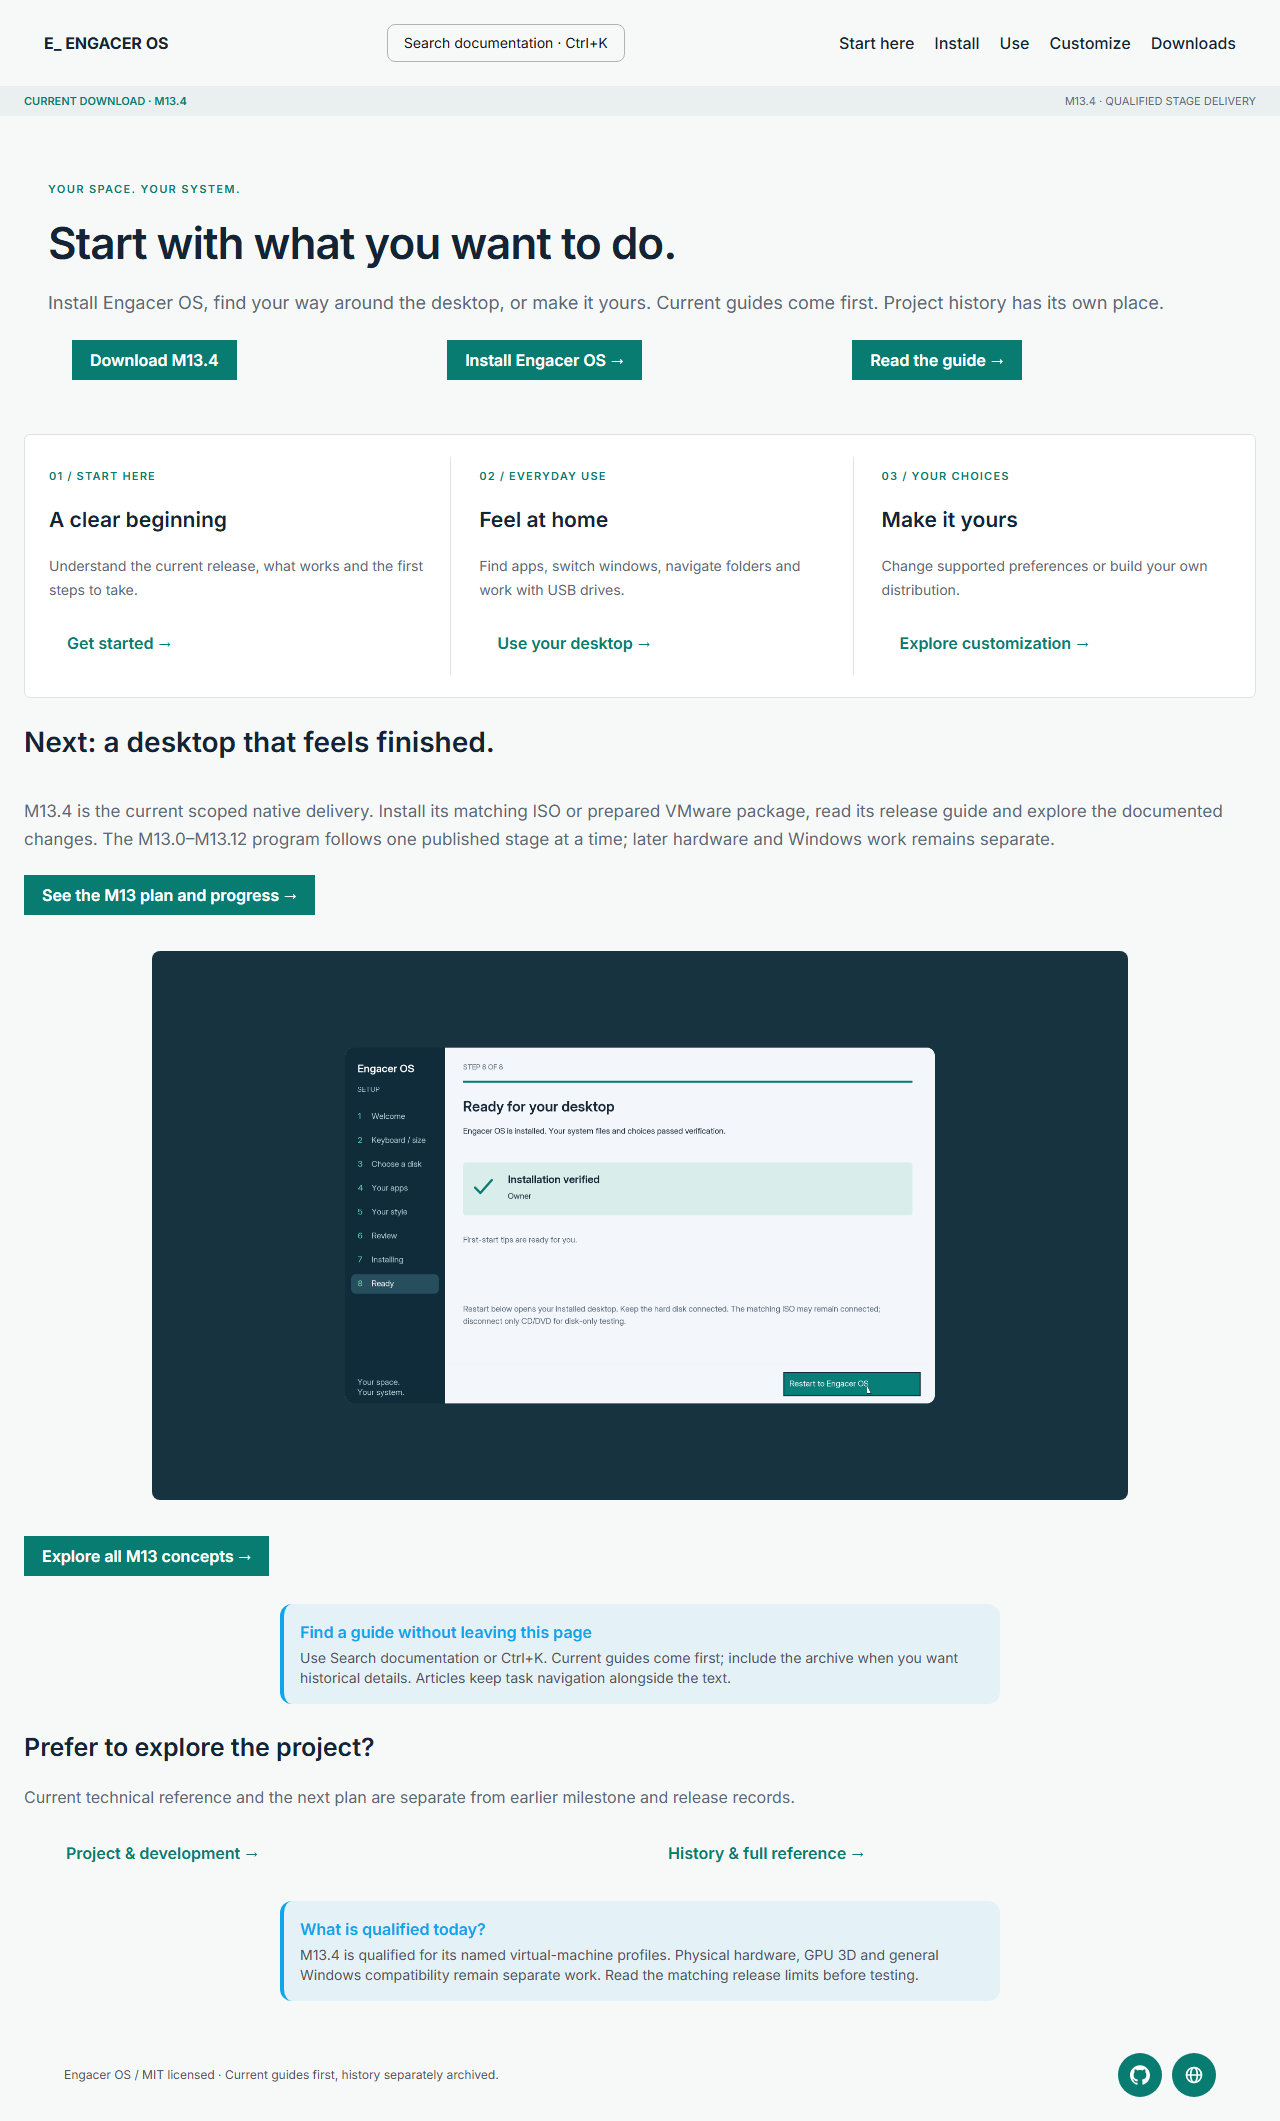 E_ ENGACER OS
Search documentation · Ctrl+K
Start here Install Use Customize Downloads
CURRENT DOWNLOAD · M13.4
M13.4 · QUALIFIED STAGE DELIVERY
YOUR SPACE. YOUR SYSTEM.
Start with what you want to do.
Install Engacer OS, find your way around the desktop, or make it yours. Current guides come first. Project history has its own place.
Download M13.4
Install Engacer OS →
Read the guide →
01 / START HERE
A clear beginning
Understand the current release, what works and the first
steps to take.
Get started →
02 / EVERYDAY USE
Feel at home
Find apps, switch windows, navigate folders and
work with USB drives.
Use your desktop →
03 / YOUR CHOICES
Make it yours
Change supported preferences or build your own
distribution.
Explore customization →
Next: a desktop that feels finished.
M13.4 is the current scoped native delivery. Install its matching ISO or prepared VMware package, read its release guide and explore the documented
changes. The M13.0–M13.12 program follows one published stage at a time; later hardware and Windows work remains separate.
See the M13 plan and progress →
Engacer OS
SETUP
1 Welcome
2 Keyboard / size
3 Choose a disk
4 Your apps
5 Your style
6 Review
7 Installing
8 Ready
Your space.
Your system.
STEP 8 OF 8
Ready for your desktop
Engacer OS is installed. Your system files and choices passed verification.
Installation verified
Owner
First-start tips are ready for you.
Restart below opens your installed desktop. Keep the hard disk connected. The matching ISO may remain connected;
disconnect only CD/DVD for disk-only testing.
Restart to Engacer OS
Explore all M13 concepts →
Find a guide without leaving this page
Use Search documentation or Ctrl+K. Current guides come first; include the archive when you want
historical details. Articles keep task navigation alongside the text.
Prefer to explore the project?
Current technical reference and the next plan are separate from earlier milestone and release records.
Project & development →
History & full reference →
What is qualified today?
M13.4 is qualified for its named virtual-machine profiles. Physical hardware, GPU 3D and general
Windows compatibility remain separate work. Read the matching release limits before testing.
Engacer OS / MIT licensed · Current guides first, history separately archived.